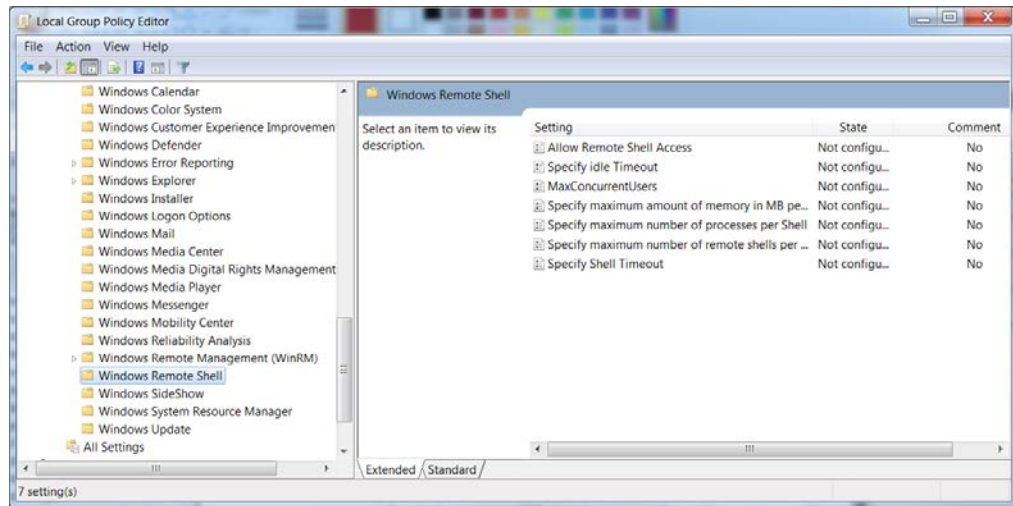 Local Group Policy Editor
File Action View Help
Windows Calendar
Windows Color System
Windows Customer Experience Improvemen
Windows Defender
Windows Error Reporting
Windows Explorer
Windows Installer
Windows Logon Options
Windows Mail
Windows Media Center
Windows Media Digital Rights Management
Windows Media Player
Windows Messenger
Windows Mobility Center
Windows Reliability Analysis
Windows Remote Management (WinRM)
Windows Remote Shell
Windows SideShow
Windows System Resource Manager
Windows Update
All Settings
Windows Remote Shell
Select an item to view its
description.
Setting State Comment
Allow Remote Shell Access Not configu... No
Specify idle Timeout Not configu... No
MaxConcurrentUsers Not configu... No
Specify maximum amount of memory in MB pe... Not configu... No
Specify maximum number of processes per Shell Not configu... No
Specify maximum number of remote shells per ... Not configu... No
Specify Shell Timeout Not configu... No
Extended Standard
7 setting(s)